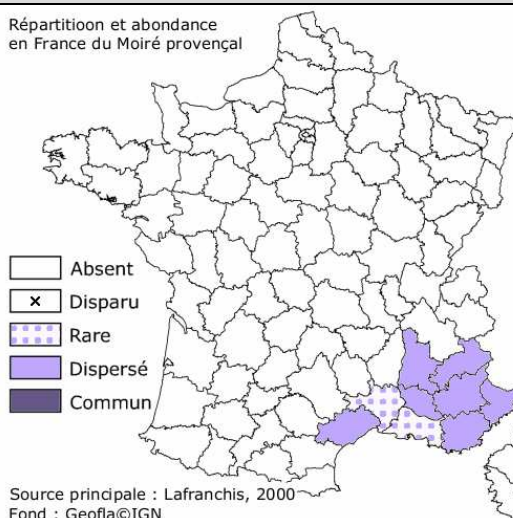 Répartitioon et abondance
en France du Moiré provençal
Absent
Disparu
Rare
Dispersé
Commun
Source principale : Lafranchis, 2000
Fond : Geofla©IGN